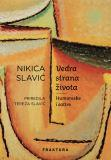 NIKICA
SLAVIĆ
PRIREDILA
TEREZA SLAVIĆ
Vedra
strana
života
Humoreske
i satire
FRAKTURA